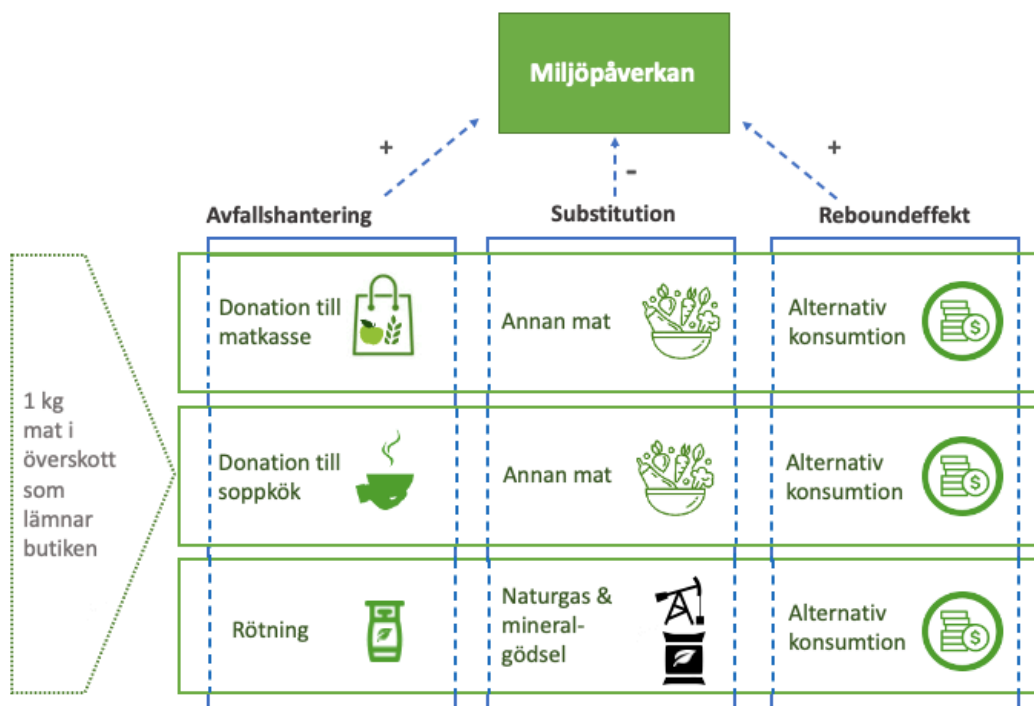 Miljöpåverkan
+
-
+
Avfallshantering
Substitution
Reboundeffekt
1 kg
mat i
överskott
som
lämnar
butiken
Donation till
matkasse
Annan mat
Alternativ
konsumtion
$
Donation till
soppkök
Annan mat
Alternativ
konsumtion
$
Rötning
Naturgas &
mineral-
gödsel
Alternativ
konsumtion
$